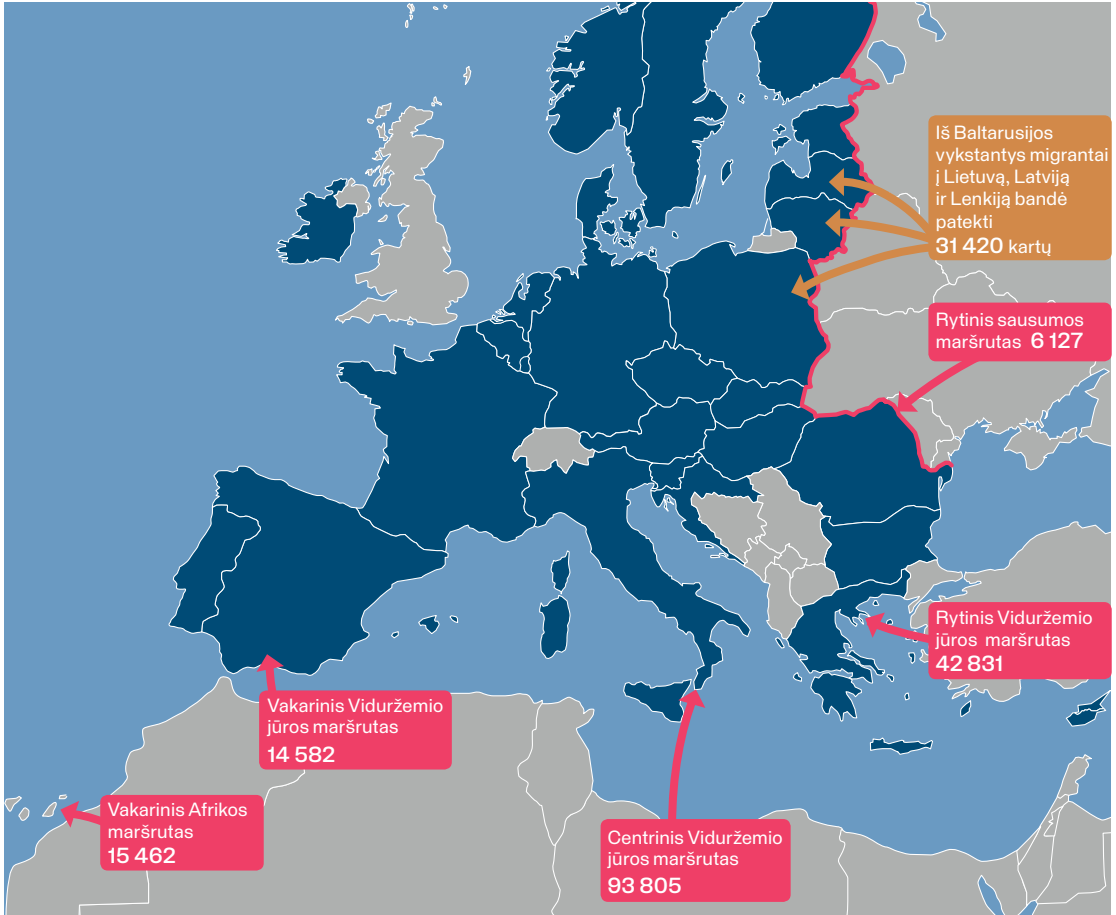 Iš Baltarusijos
vykstantys migrantai
į Lietuvą, Latviją
ir Lenkiją bandė
patekti
31 420 kartų
Rytinis sausumos
maršrutas 6 127
Rytinis Viduržemio
jūros maršrutas
42 831
Vakarinis Viduržemio
jūros maršrutas
14 582
Vakarinis Afrikos
maršrutas
15 462
Centrinis Viduržemio
jūros maršrutas
93 805